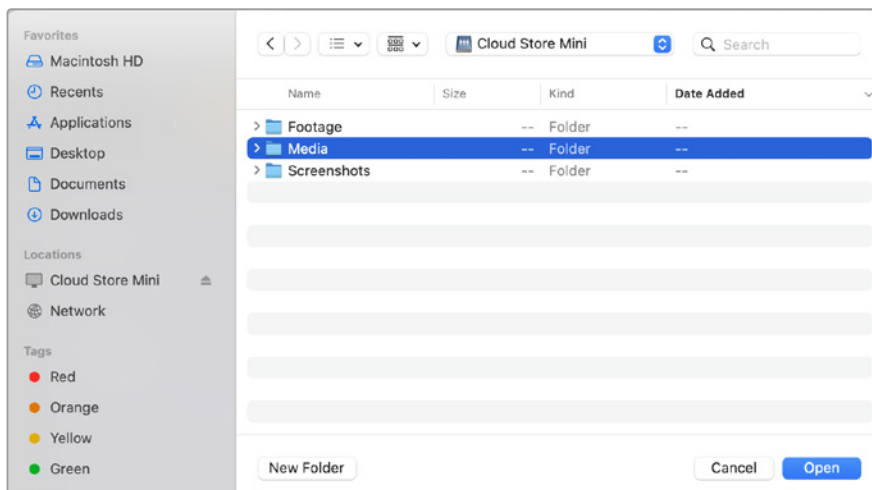 Favorites
Macintosh HD
Recents
Applications
Desktop
Documents
Downloads
Locations
Cloud Store Mini
Network
Tags
Red
Orange
Yellow
Green
Cloud Store Mini
Search
Name Size Kind Date Added
Footage -- Folder --
Media -- Folder --
Screenshots -- Folder --
New Folder Cancel Open